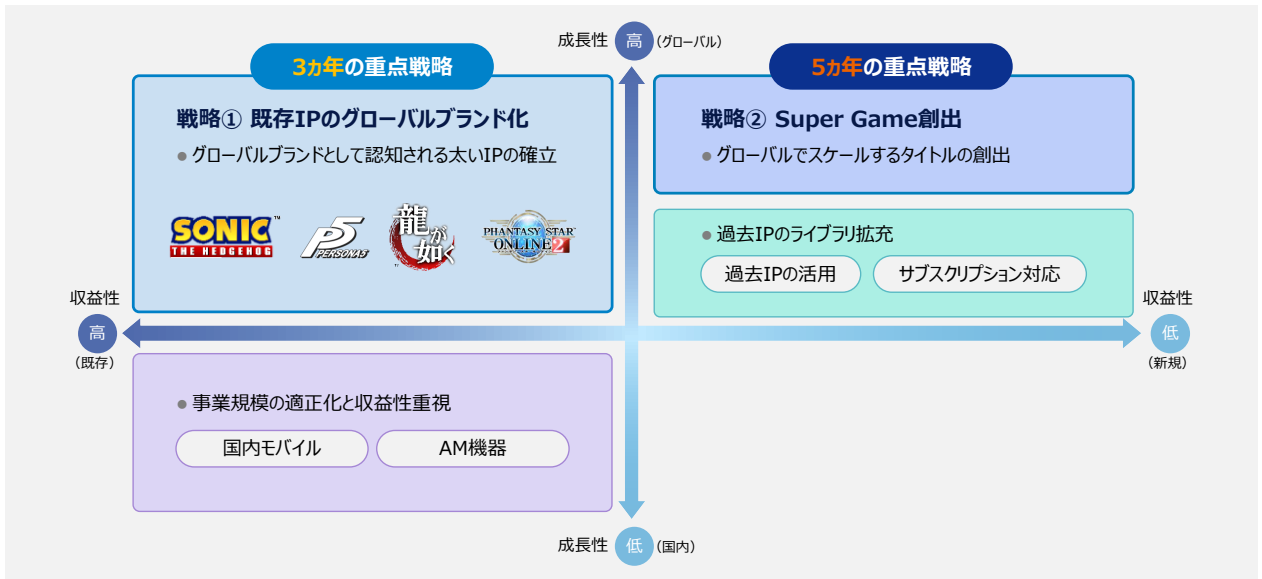 成長性 高 (グローバル)
3ヵ年の重点戦略
戦略① 既存IPのグローバルブランド化
● グローバルブランドとして認知される太いIPの確立
SONIC™
THE HEDGEHOG
P5
PERSONA5
龍が如く
PHANTASY STAR
ONLINE 2
5ヵ年の重点戦略
戦略② Super Game創出
● グローバルでスケールするタイトルの創出
● 過去IPのライブラリ拡充
過去IPの活用
サブスクリプション対応
収益性
高
(既存)
収益性
低
(新規)
● 事業規模の適正化と収益性重視
国内モバイル
AM機器
成長性 低 (国内)